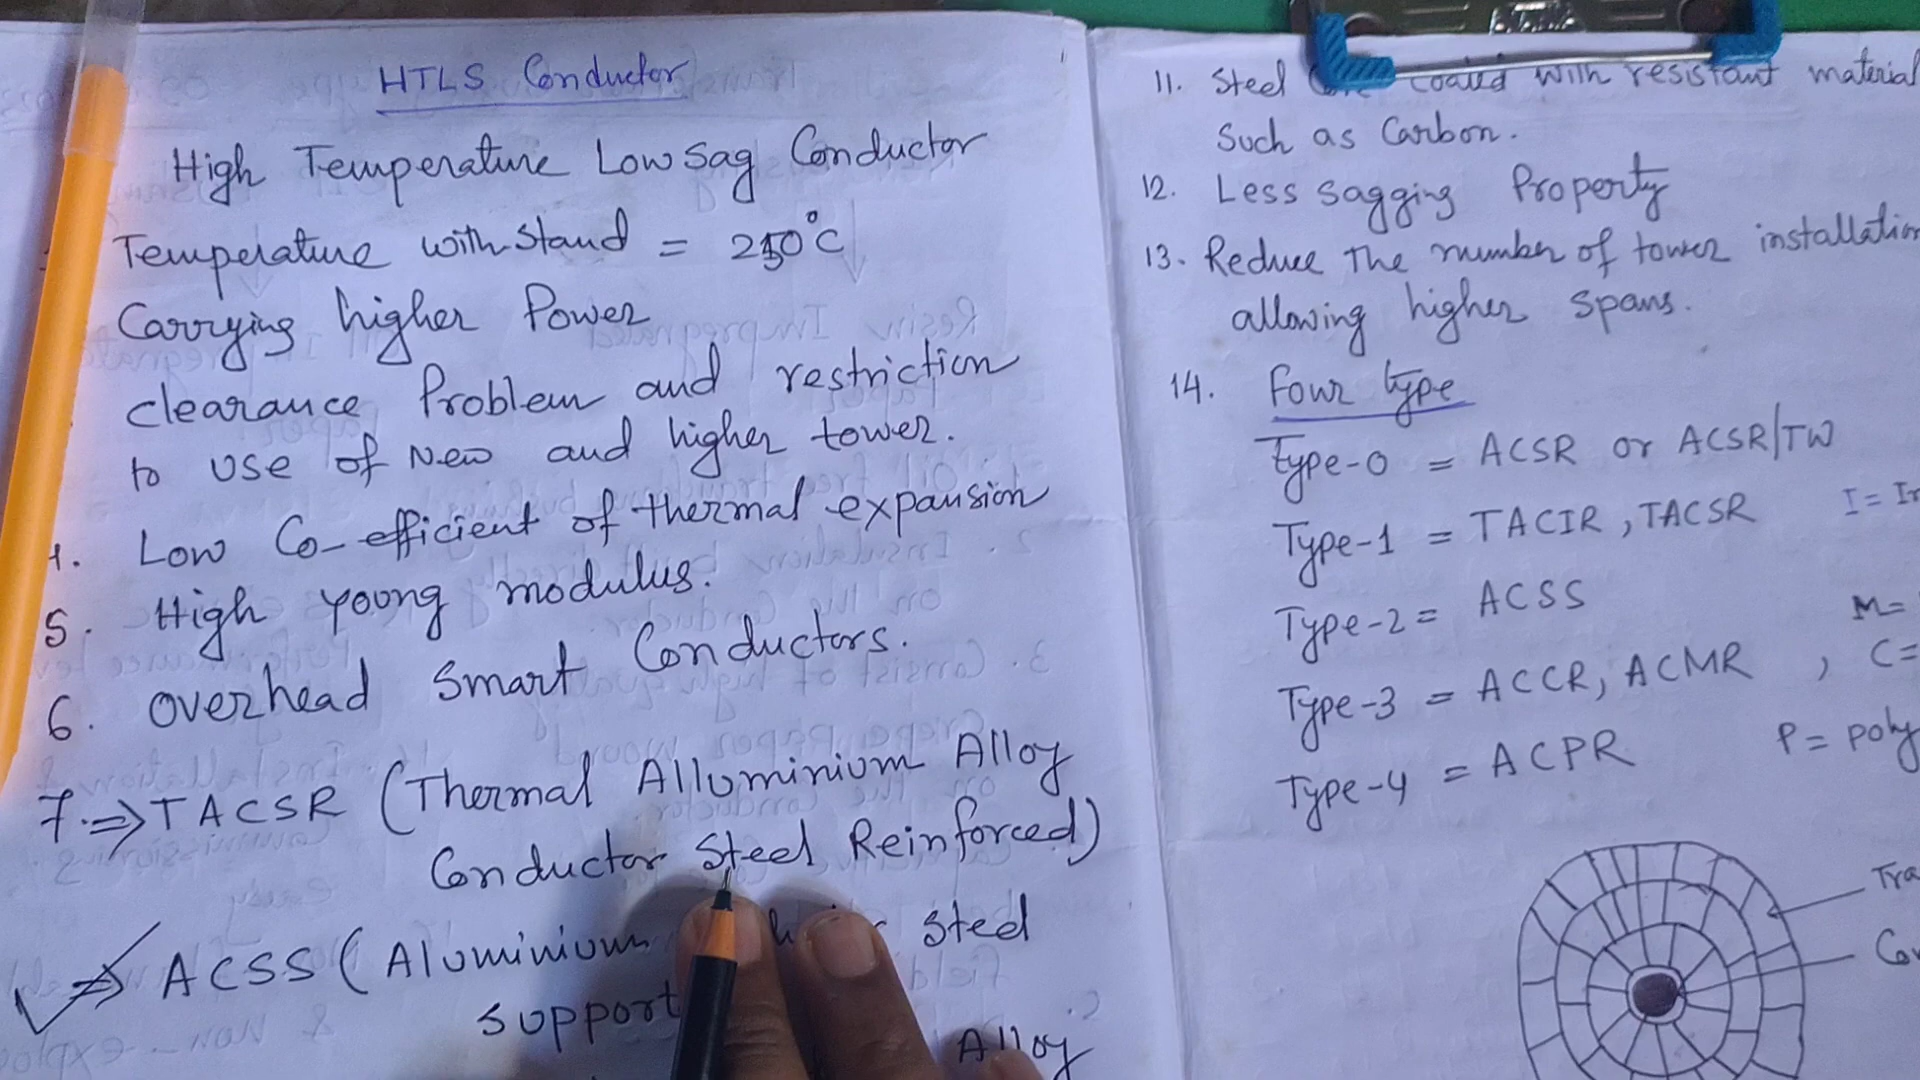 HTLS Conductor
High Temperature Low Sag Conductor
Temperature withstand = 250°C
Carrying higher Power
clearance Problem and restriction
to use of New and higher tower.
4. Low Co-efficient of thermal expansion
5. High young modulus.
6. overhead Smart Conductors.
7.⇒ TACSR (Thermal Alluminium Alloy
Conductor Steel Reinforced)
⇒ ACSS (Aluminium Steel
support
Alloy
11. Steel coated with resistant material
Such as Carbon.
12. Less sagging Property
13. Reduce The number of tower installation
allowing higher Spans.
14. Four type
Type-0 = ACSR or ACSR/TW
Type-1 = TACIR, TACSR I =
Type-2 = ACSS M =
Type-3 = ACCR, ACMR , C =
Type-4 = ACPR P = poly
Tra
Co